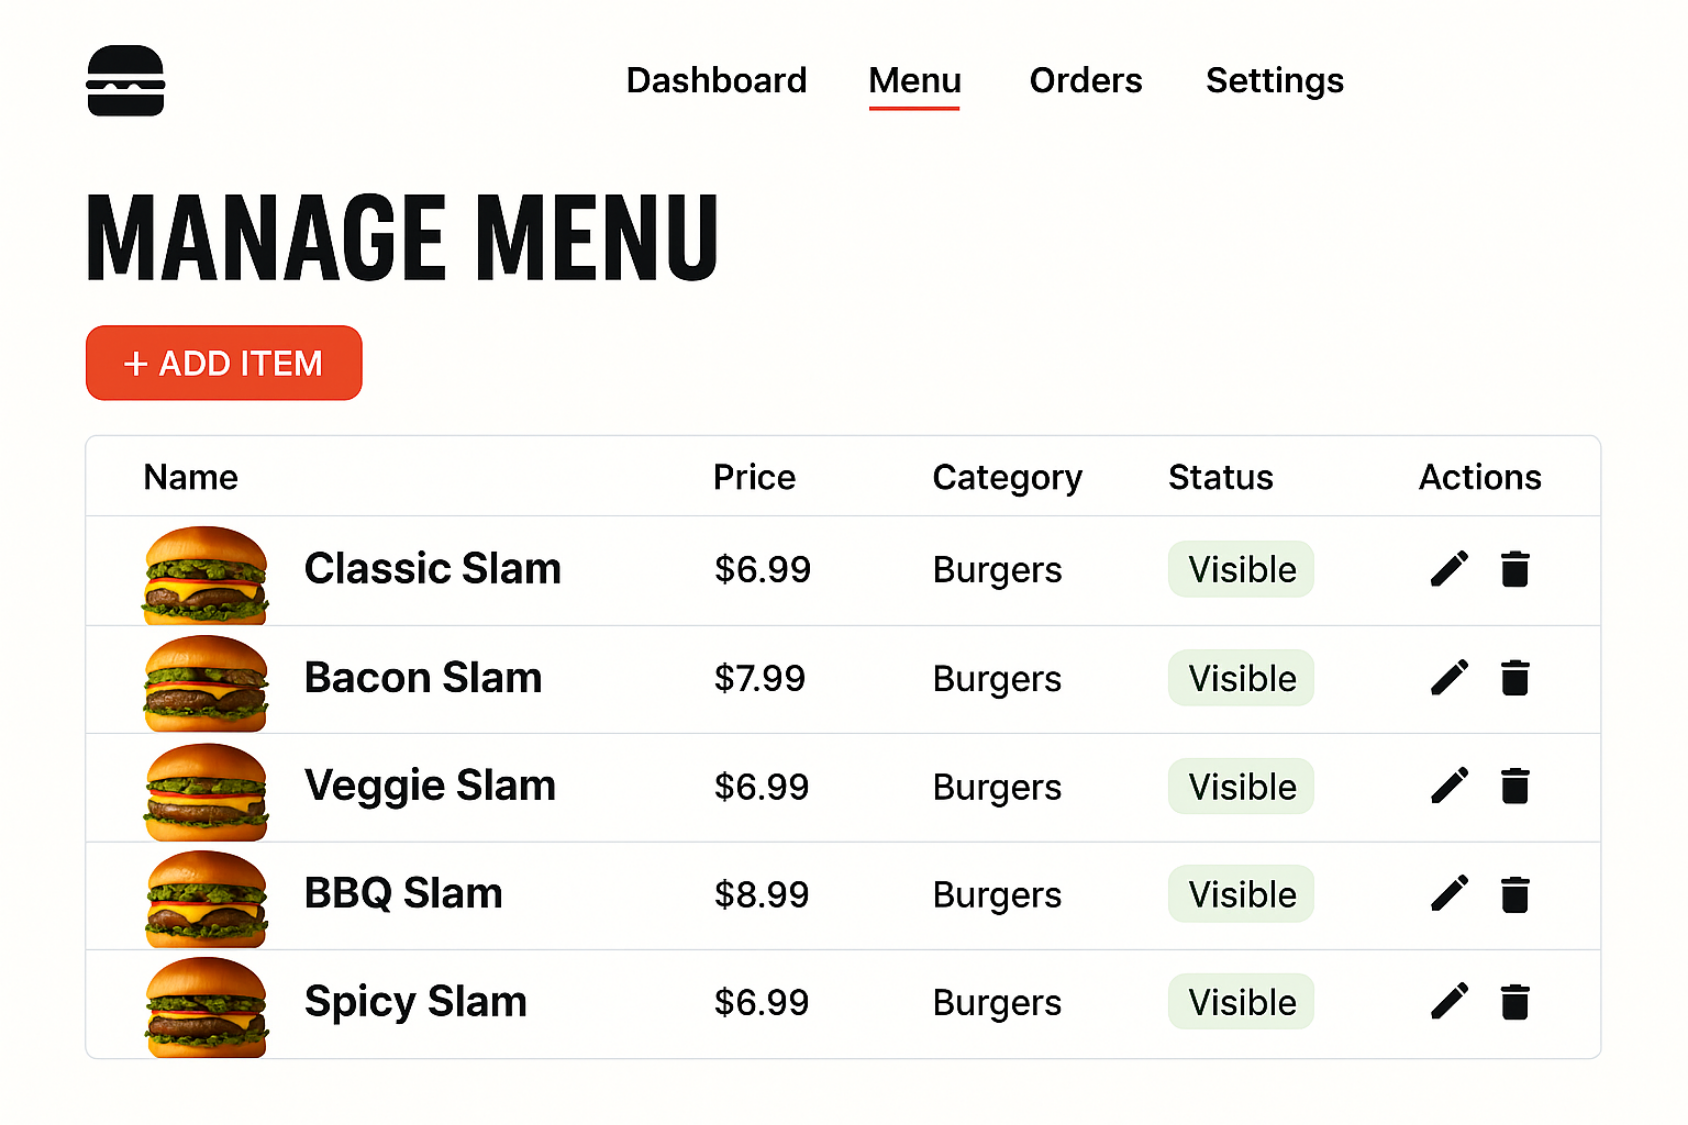 Dashboard Menu Orders Settings
MANAGE MENU
+ ADD ITEM
Name Price Category Status Actions
Classic Slam $6.99 Burgers Visible
Bacon Slam $7.99 Burgers Visible
Veggie Slam $6.99 Burgers Visible
BBQ Slam $8.99 Burgers Visible
Spicy Slam $6.99 Burgers Visible